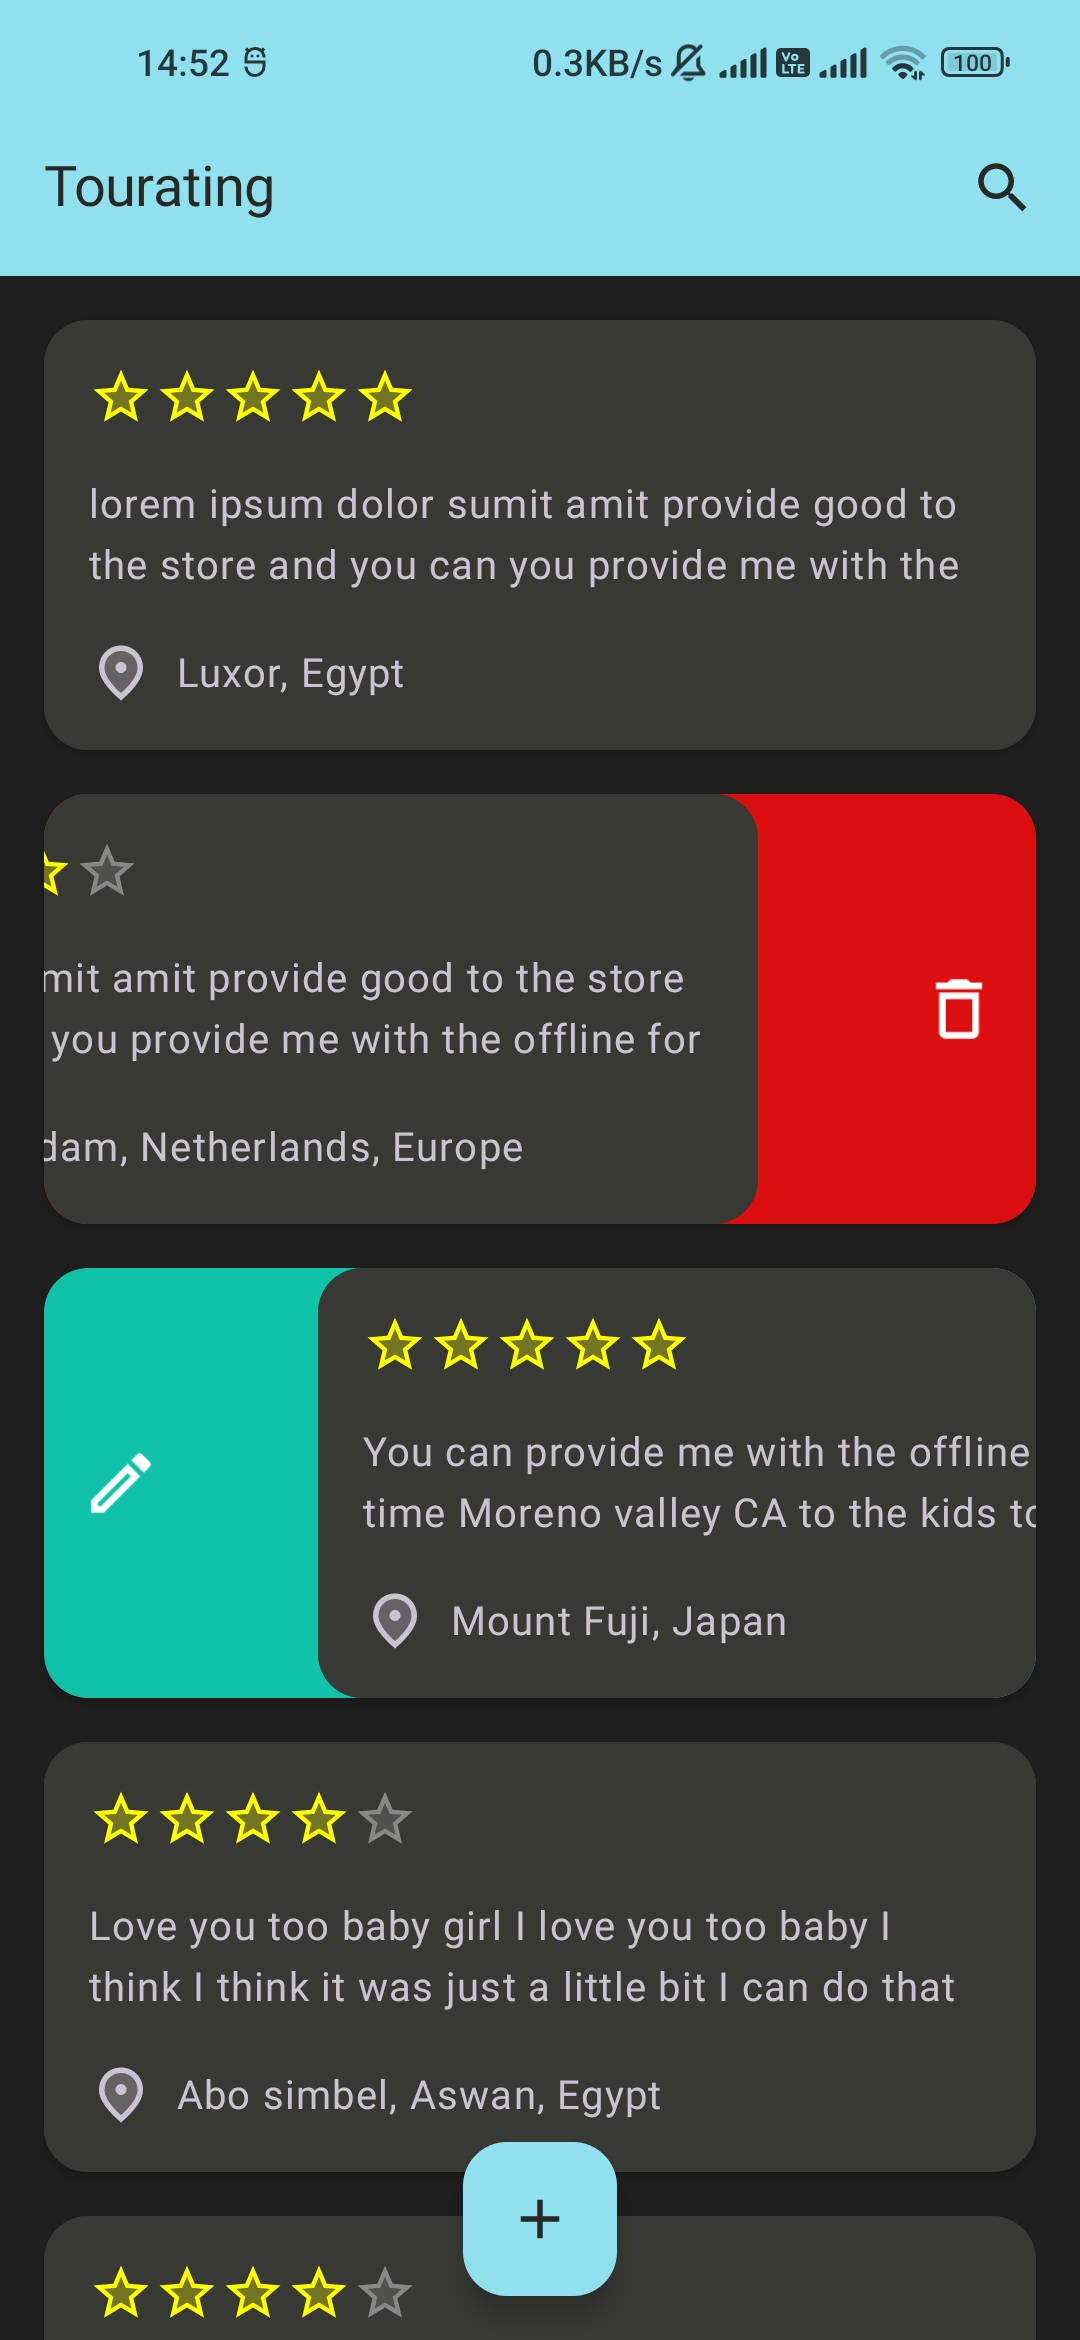 14:52 0.3KB/s Vo LTE 100
Tourating
lorem ipsum dolor sumit amit provide good to
the store and you can you provide me with the
Luxor, Egypt
mit amit provide good to the store
you provide me with the offline for
dam, Netherlands, Europe
You can provide me with the offline
time Moreno valley CA to the kids to
Mount Fuji, Japan
Love you too baby girl I love you too baby I
think I think it was just a little bit I can do that
Abo simbel, Aswan, Egypt